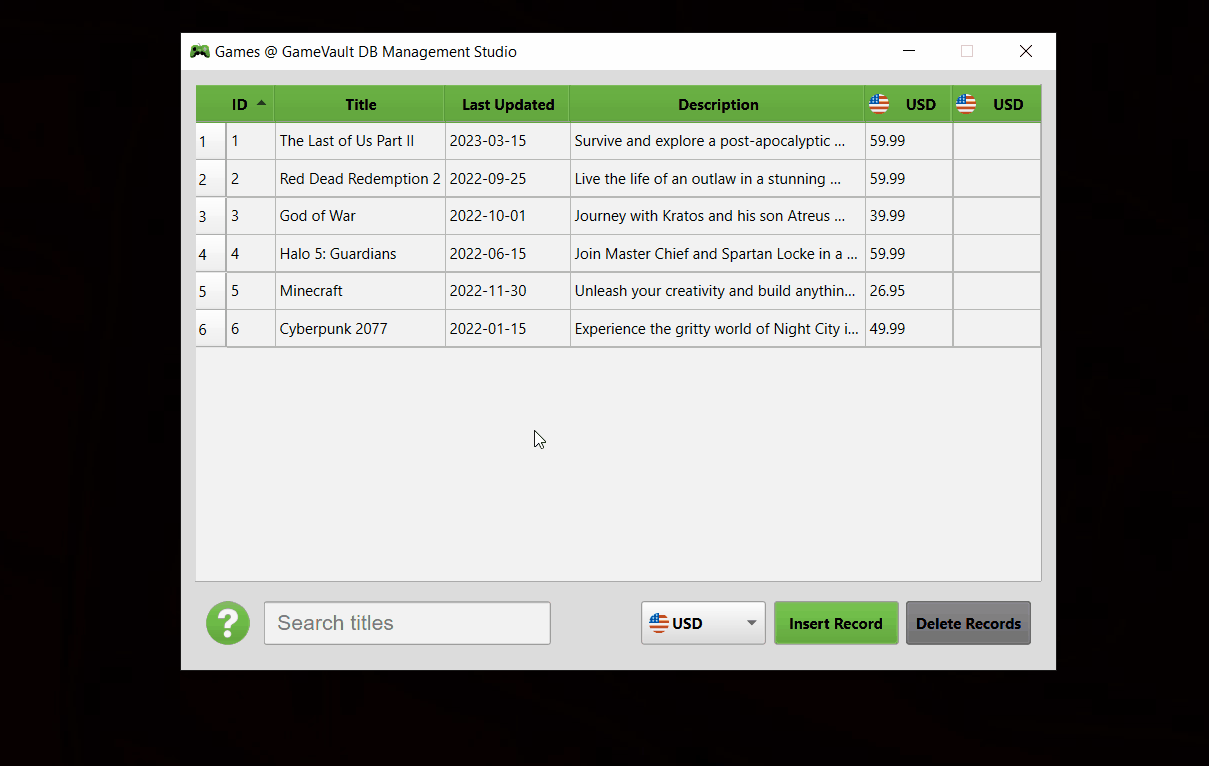 Games @ GameVault DB Management Studio
ID Title Last Updated Description USD USD
1 1 The Last of Us Part II 2023-03-15 Survive and explore a post-apocalyptic ... 59.99
2 2 Red Dead Redemption 2 2022-09-25 Live the life of an outlaw in a stunning ... 59.99
3 3 God of War 2022-10-01 Journey with Kratos and his son Atreus ... 39.99
4 4 Halo 5: Guardians 2022-06-15 Join Master Chief and Spartan Locke in a ... 59.99
5 5 Minecraft 2022-11-30 Unleash your creativity and build anythin... 26.95
6 6 Cyberpunk 2077 2022-01-15 Experience the gritty world of Night City i... 49.99
? Search titles USD Insert Record Delete Records